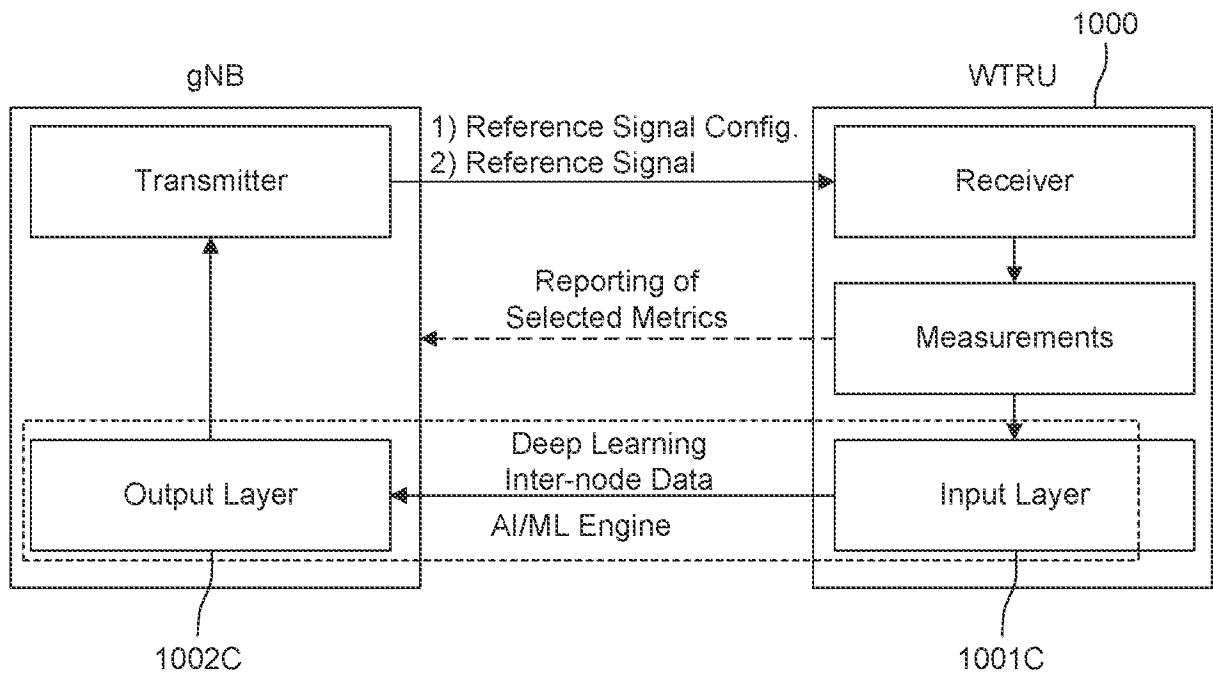 1000
gNB
WTRU
1) Reference Signal Config.
2) Reference Signal
Transmitter
Receiver
Reporting of
Selected Metrics
Measurements
Deep Learning
Inter-node Data
AI/ML Engine
Output Layer
Input Layer
1002C
1001C